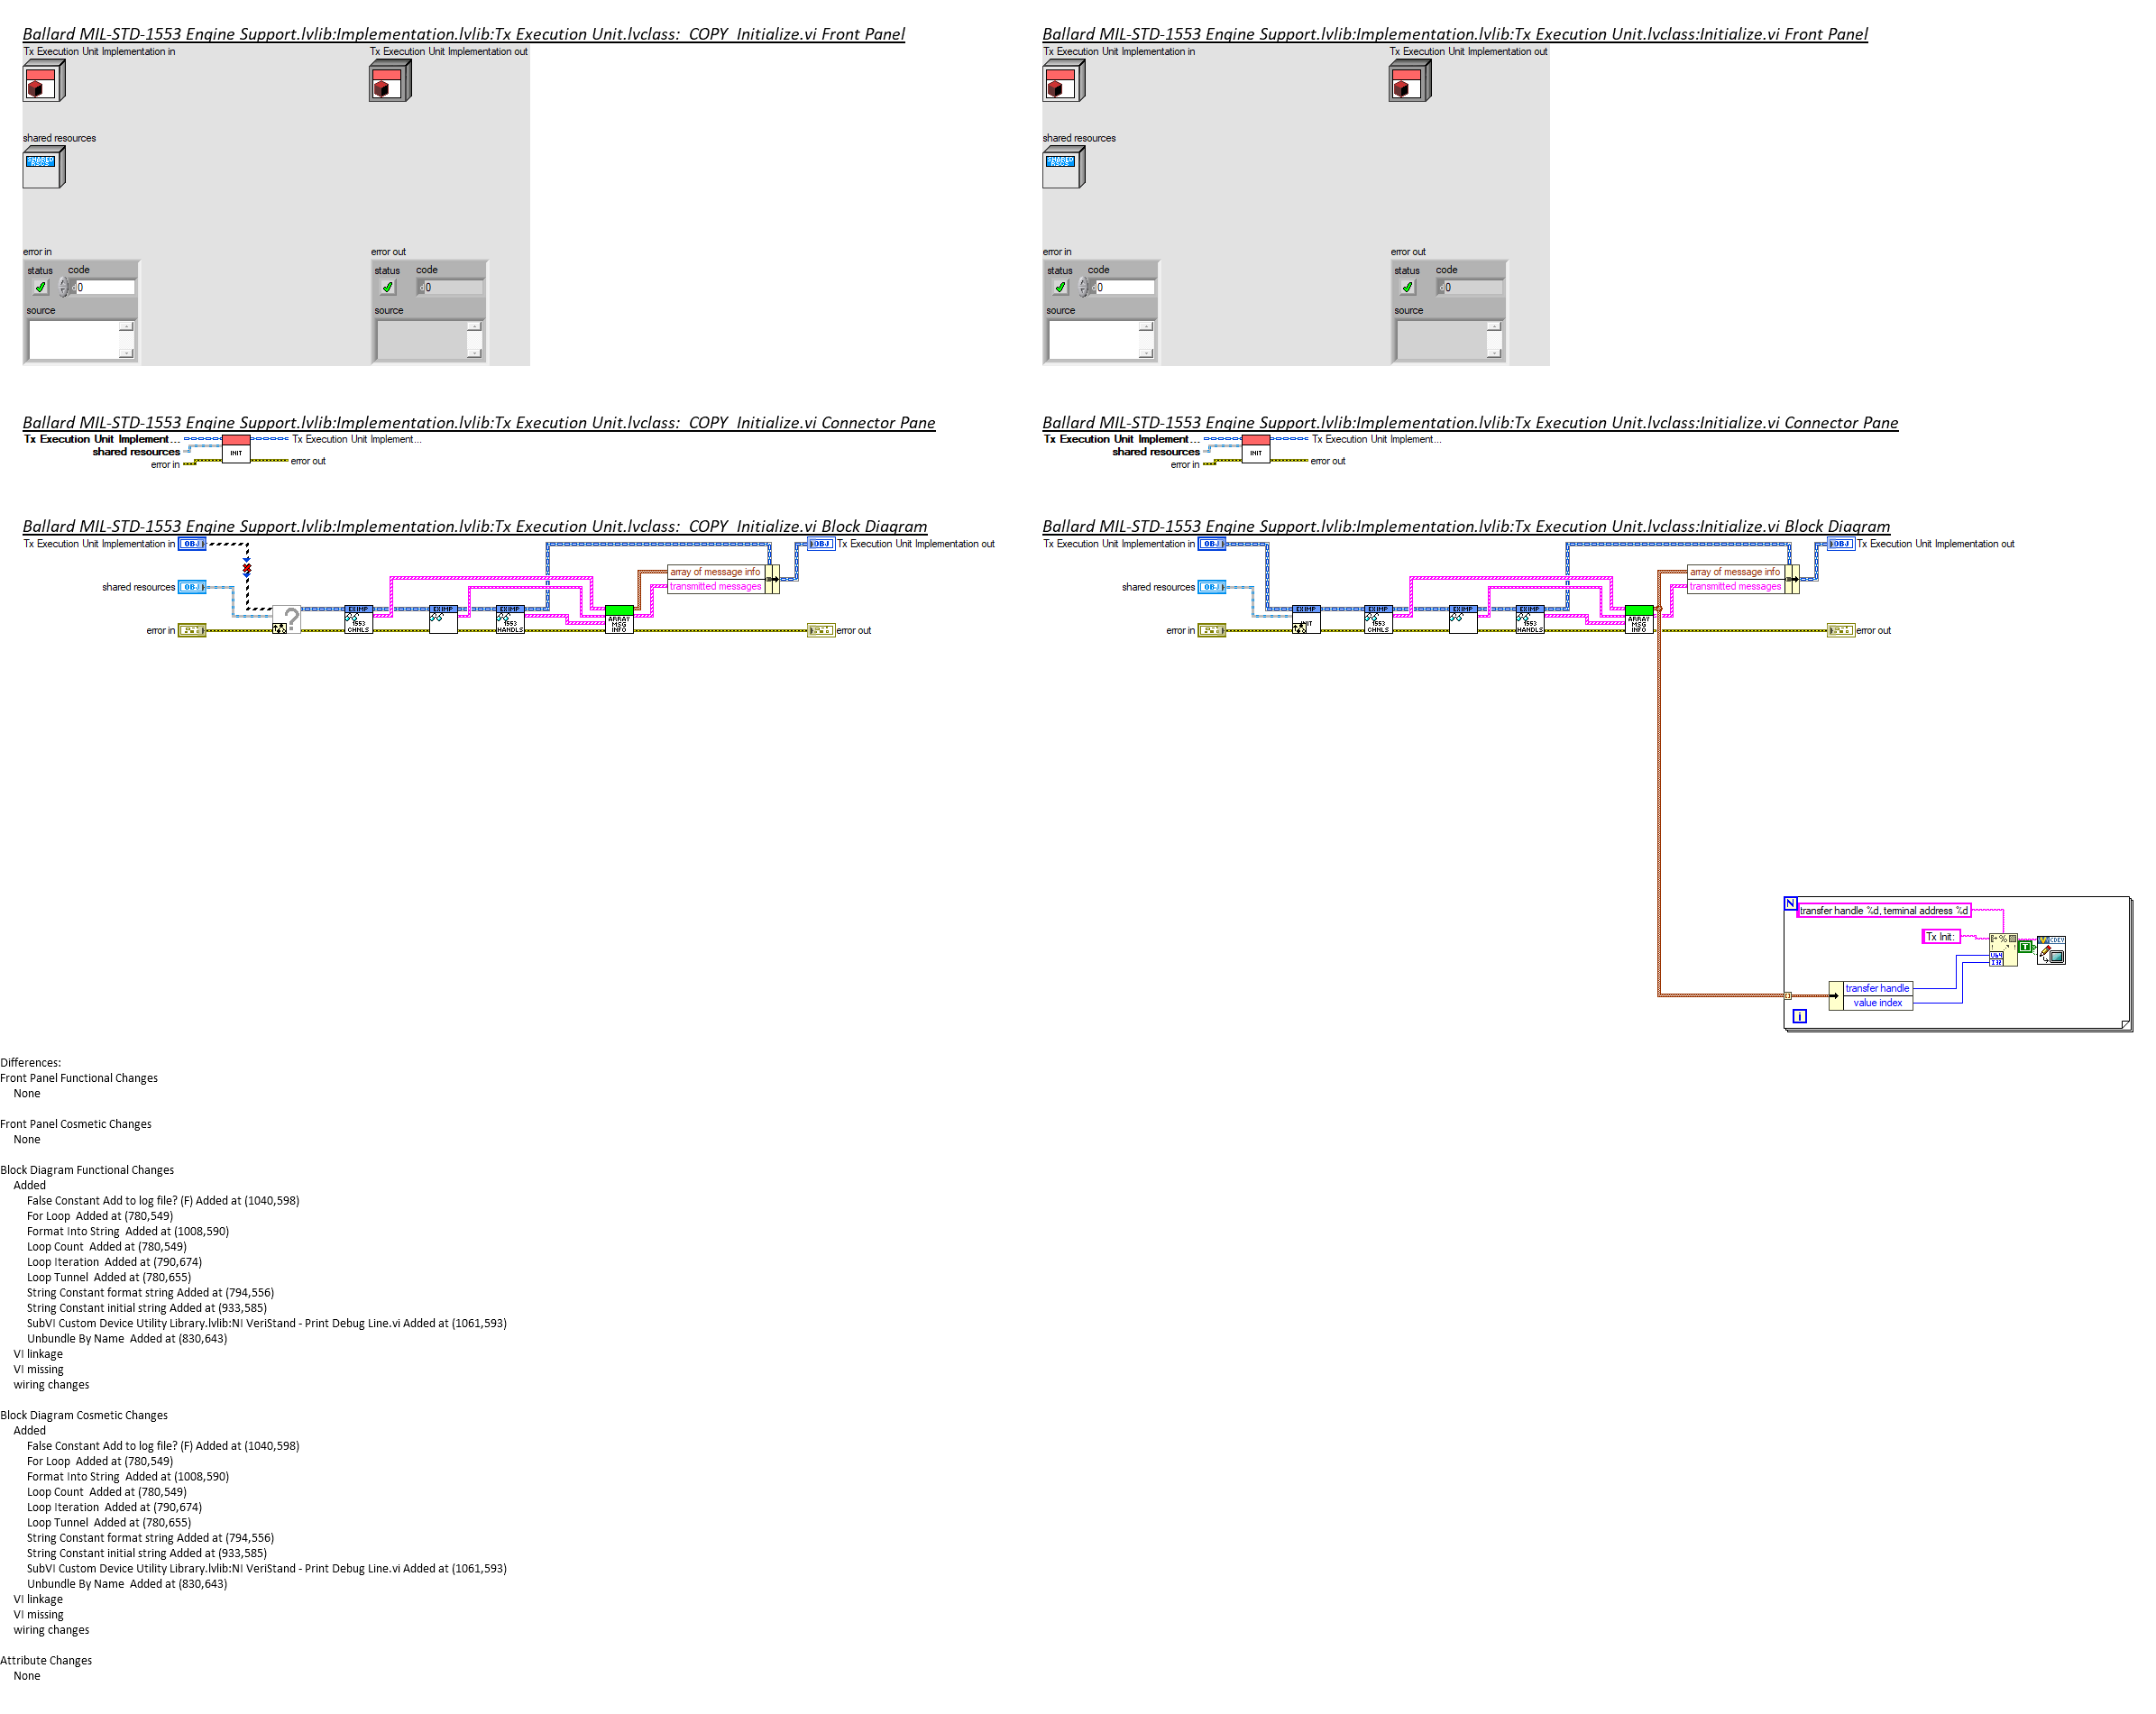 Ballard MIL-STD-1553 Engine Support.lvlib:Implementation.lvlib:Tx Execution Unit.lvclass:_COPY_Initialize.vi Front Panel
Tx Execution Unit Implementation in
Tx Execution Unit Implementation out
SHARED
RSCS
shared resources
error in
status
code
0
source
error out
status
code
0
source
Ballard MIL-STD-1553 Engine Support.lvlib:Implementation.lvlib:Tx Execution Unit.lvclass:Initialize.vi Front Panel
Tx Execution Unit Implementation in
Tx Execution Unit Implementation out
shared resources
SHARED
RSCS
error in
status
code
0
source
error out
status
code
0
source
Ballard MIL-STD-1553 Engine Support.lvlib:Implementation.lvlib:Tx Execution Unit.lvclass:_COPY_Initialize.vi Connector Pane
Tx Execution Unit Implement...
shared resources
error in
INIT
Tx Execution Unit Implement...
error out
Ballard MIL-STD-1553 Engine Support.lvlib:Implementation.lvlib:Tx Execution Unit.lvclass:Initialize.vi Connector Pane
Tx Execution Unit Implement...
shared resources
error in
INIT
Tx Execution Unit Implement...
error out
Ballard MIL-STD-1553 Engine Support.lvlib:Implementation.lvlib:Tx Execution Unit.lvclass:_COPY_Initialize.vi Block Diagram
Tx Execution Unit Implementation in
OBJ
shared resources
OBJ
error in
?
EXIMP
1553
CHNLS
EXIMP
EXIMP
1553
HANDLS
ARRAY
MSG
INFO
array of message info
transmitted messages
OBJ
Tx Execution Unit Implementation out
error out
Ballard MIL-STD-1553 Engine Support.lvlib:Implementation.lvlib:Tx Execution Unit.lvclass:Initialize.vi Block Diagram
Tx Execution Unit Implementation in
OBJ
shared resources
OBJ
error in
EXIMP
EXIMP
1553
CHNLS
EXIMP
EXIMP
1553
HANDLS
ARRAY
MSG
INFO
array of message info
transmitted messages
OBJ
Tx Execution Unit Implementation out
error out
N
transfer handle %d, terminal address %d
Tx Init:
%
U64
I32
T
CDEV
transfer handle
value index
i
Differences:
Front Panel Functional Changes
None
Front Panel Cosmetic Changes
None
Block Diagram Functional Changes
Added
False Constant Add to log file? (F) Added at (1040,598)
For Loop  Added at (780,549)
Format Into String  Added at (1008,590)
Loop Count  Added at (780,549)
Loop Iteration  Added at (790,674)
Loop Tunnel  Added at (780,655)
String Constant format string Added at (794,556)
String Constant initial string Added at (933,585)
SubVI Custom Device Utility Library.lvlib:NI VeriStand - Print Debug Line.vi Added at (1061,593)
Unbundle By Name  Added at (830,643)
VI linkage
VI missing
wiring changes
Block Diagram Cosmetic Changes
Added
False Constant Add to log file? (F) Added at (1040,598)
For Loop  Added at (780,549)
Format Into String  Added at (1008,590)
Loop Count  Added at (780,549)
Loop Iteration  Added at (790,674)
Loop Tunnel  Added at (780,655)
String Constant format string Added at (794,556)
String Constant initial string Added at (933,585)
SubVI Custom Device Utility Library.lvlib:NI VeriStand - Print Debug Line.vi Added at (1061,593)
Unbundle By Name  Added at (830,643)
VI linkage
VI missing
wiring changes
Attribute Changes
None